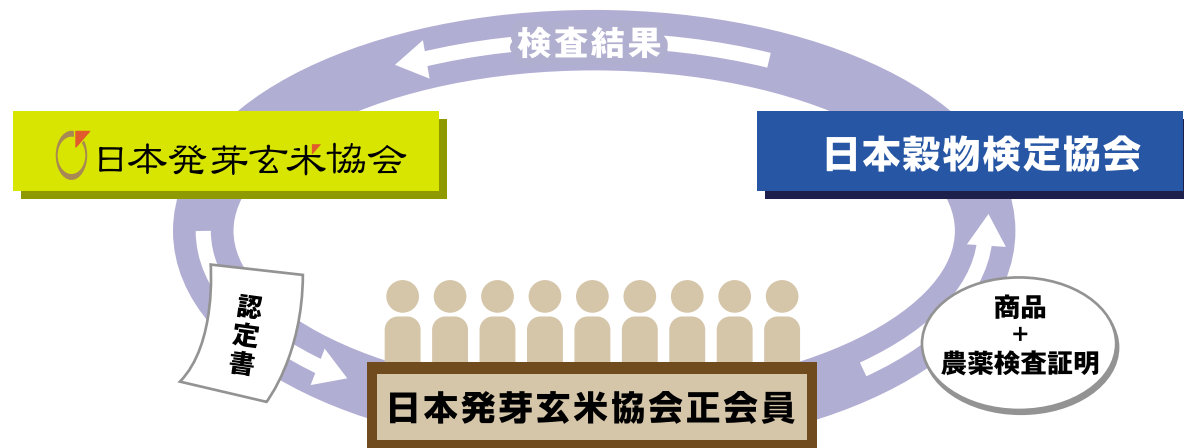 検査結果
日本発芽玄米協会
日本穀物検定協会
認定書
商品
+
農薬検査証明
日本発芽玄米協会正会員